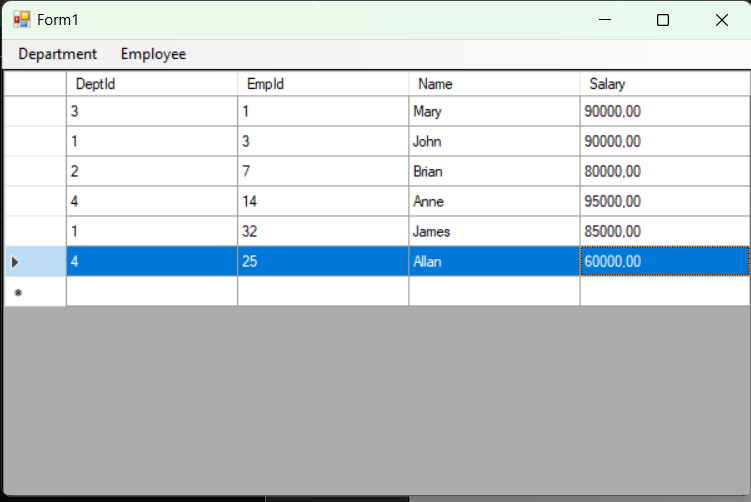 Form1
Department Employee
DeptId EmpId Name Salary
3 1 Mary 90000,00
1 3 John 90000,00
2 7 Brian 80000,00
4 14 Anne 95000,00
1 32 James 85000,00
4 25 Allan 60000,00